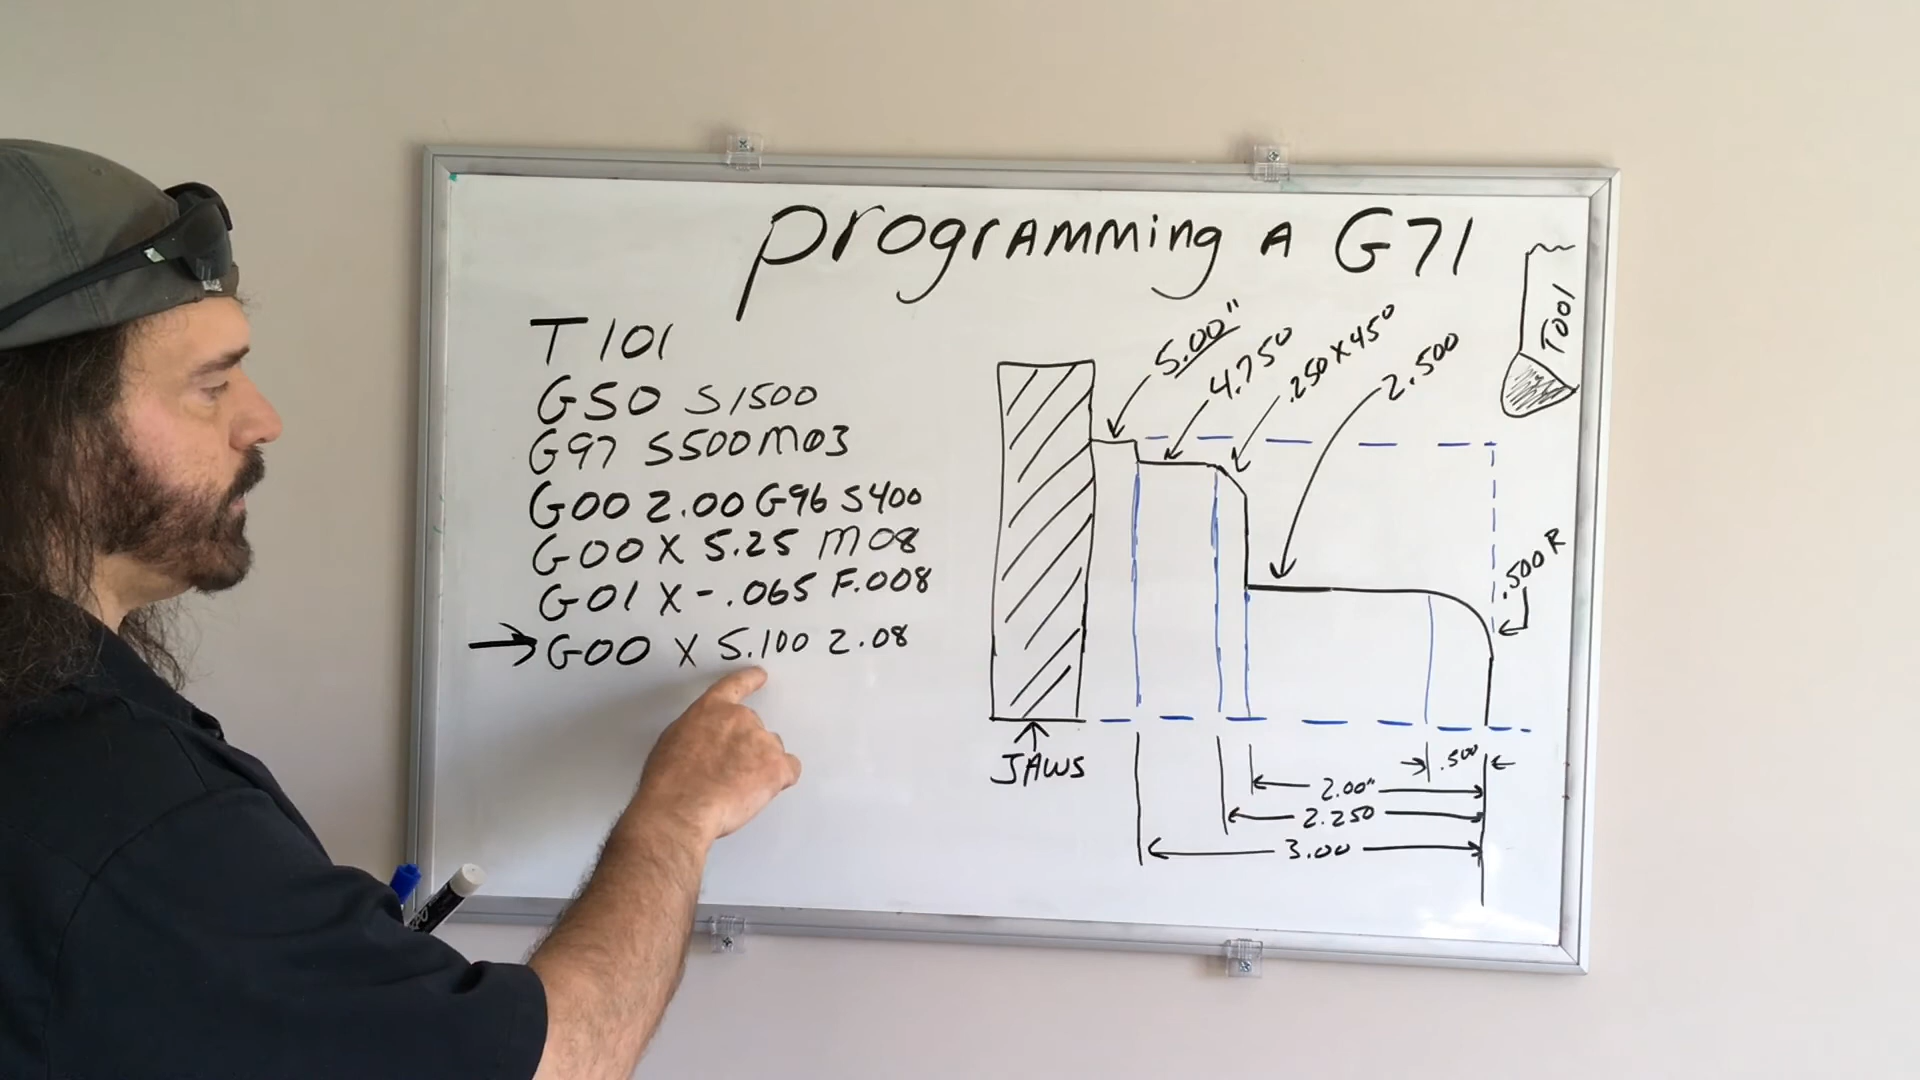 programming A G71
T101
G50 S1500
G97 S500 M03
G00 Z.00 G96 S400
G00 X 5.25 M08
G01 X -.065 F.008
→ G00 X 5.100 Z.08
5.00"
4.750
.250 X 45°
2.500
TOOl
.500 R
JAWS
.500
2.00"
2.250
3.00